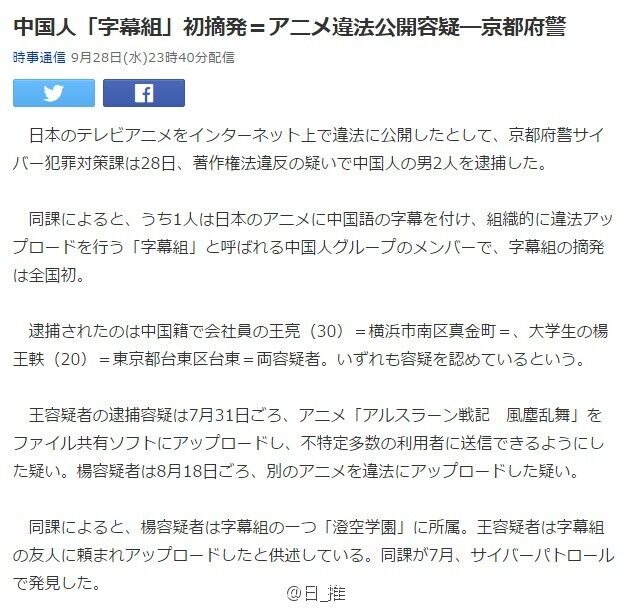 中国人「字幕組」初摘発＝アニメ違法公開容疑―京都府警
時事通信 9月28日(水)23時40分配信
日本のテレビアニメをインターネット上で違法に公開したとして、京都府警サイ
バー犯罪対策課は28日、著作権法違反の疑いで中国人の男2人を逮捕した。
同課によると、うち1人は日本のアニメに中国語の字幕を付け、組織的に違法アッ
プロードを行う「字幕組」と呼ばれる中国人グループのメンバーで、字幕組の摘発
は全国初。
逮捕されたのは中国籍で会社員の王亮（30）＝横浜市南区真金町＝、大学生の楊
王軼（20）＝東京都台東区台東＝両容疑者。いずれも容疑を認めているという。
王容疑者の逮捕容疑は7月31日ごろ、アニメ「アルスラーン戦記　風塵乱舞」を
ファイル共有ソフトにアップロードし、不特定多数の利用者に送信できるようにし
た疑い。楊容疑者は8月18日ごろ、別のアニメを違法にアップロードした疑い。
同課によると、楊容疑者は字幕組の一つ「澄空学園」に所属。王容疑者は字幕組
の友人に頼まれアップロードしたと供述している。同課が7月、サイバーパトロール
で発見した。
@日_推